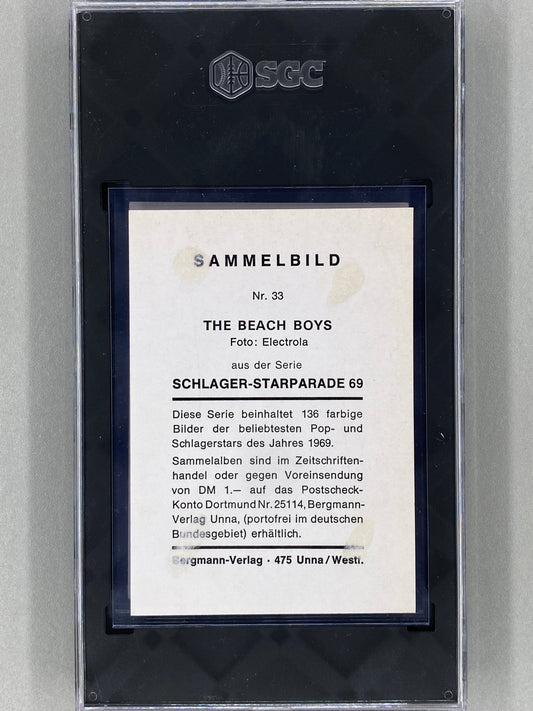 SGC
SAMMELBILD
Nr. 33
THE BEACH BOYS
Foto: Electrola
aus der Serie
SCHLAGER-STARPARADE 69
Diese Serie beinhaltet 136 farbige
Bilder der beliebtesten Pop- und
Schlagerstars des Jahres 1969.
Sammelalben sind im Zeitschriften-
handel oder gegen Voreinsendung
von DM 1.— auf das Postscheck-
Konto Dortmund Nr. 25114, Bergmann-
Verlag Unna, (portofrei im deutschen
Bundesgebiet) erhältlich.
Bergmann-Verlag · 475 Unna/Westf.